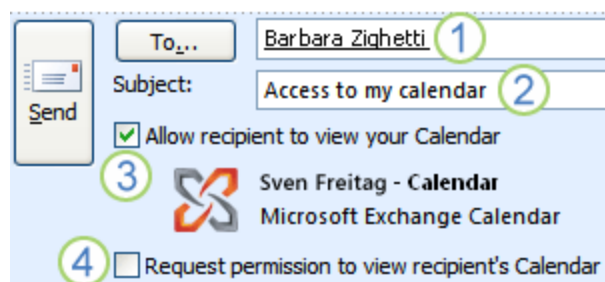 To... Barbara Zighetti 1
Subject: Access to my calendar 2
Send
Allow recipient to view your Calendar
3
Sven Freitag - Calendar
Microsoft Exchange Calendar
4 Request permission to view recipient's Calendar